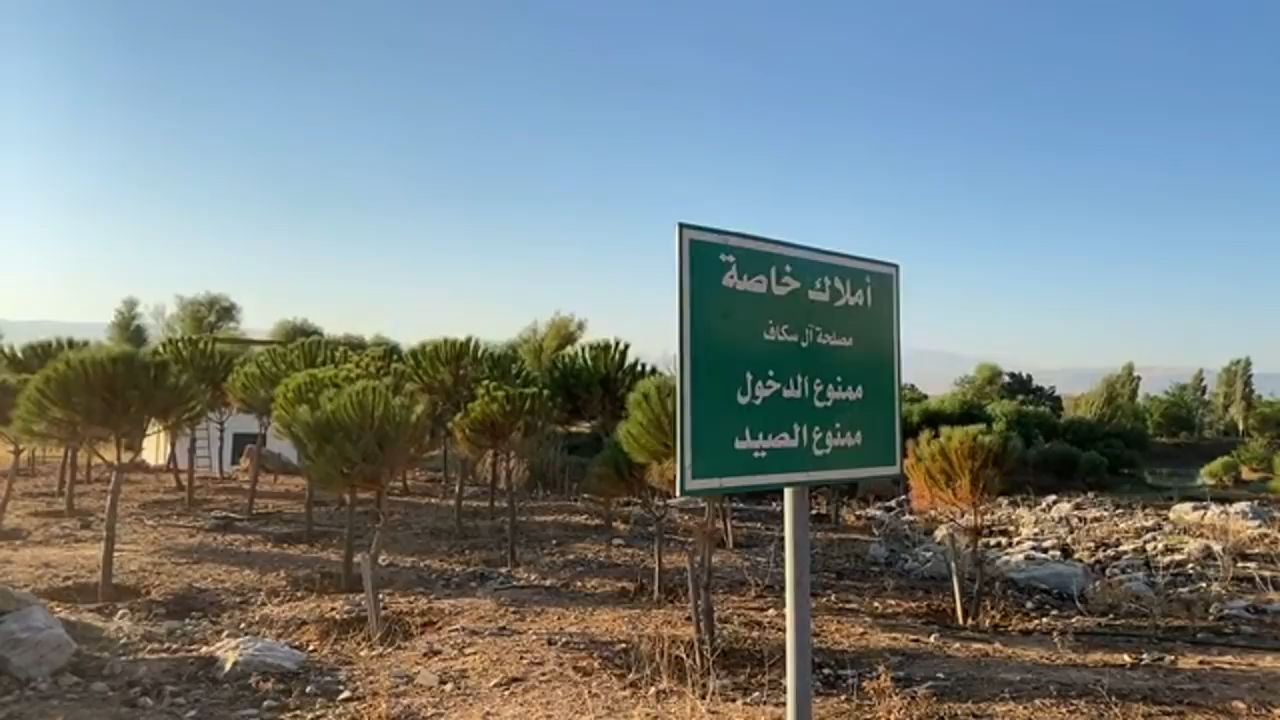 أملاك خاصة
مصلحة آل سكاف
ممنوع الدخول
ممنوع الصيد